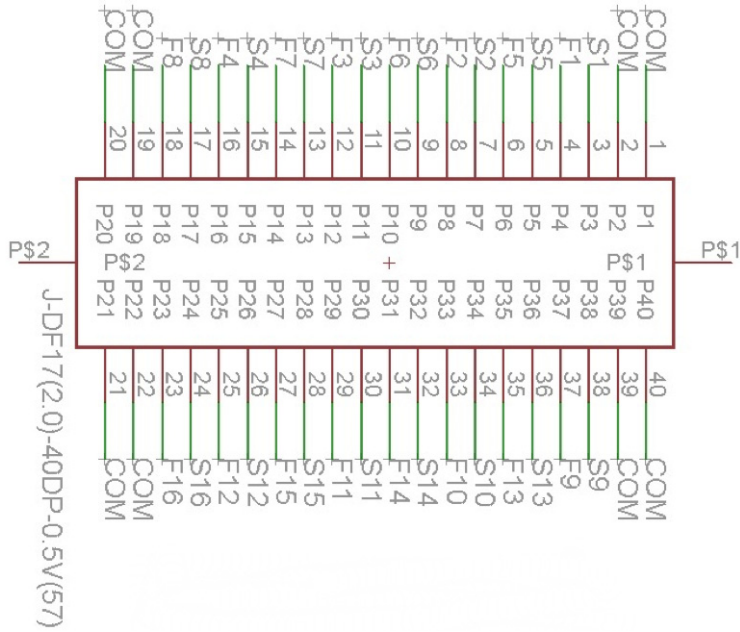 COM COM F8 S8 F4 S4 F7 S7 F3 S3 F6 S6 F2 S2 F5 S5 F1 S1 COM COM
20 19 18 17 16 15 14 13 12 11 10 9 8 7 6 5 4 3 2 1
P20 P19 P18 P17 P16 P15 P14 P13 P12 P11 P10 P9 P8 P7 P6 P5 P4 P3 P2 P1
P$2 P$2 P$1 P$1
P21 P22 P23 P24 P25 P26 P27 P28 P29 P30 P31 P32 P33 P34 P35 P36 P37 P38 P39 P40
21 22 23 24 25 26 27 28 29 30 31 32 33 34 35 36 37 38 39 40
COM COM F16 S16 F12 S12 F15 S15 F11 S11 F14 S14 F10 S10 F13 S13 F9 S9 COM COM
J-DF17(2.0)-40DP-0.5V(57)